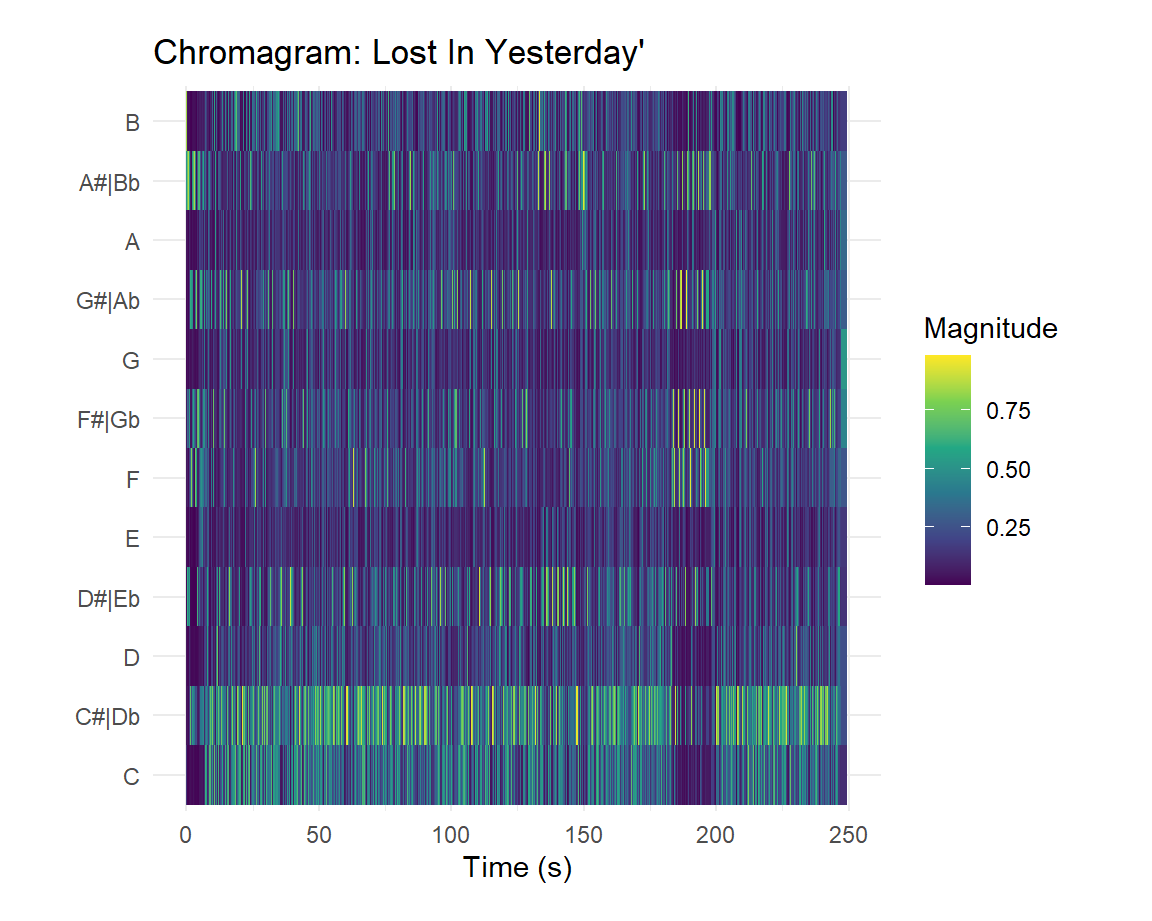 Chromagram: Lost In Yesterday'
B
A#|Bb
A
G#|Ab
G
F#|Gb
F
E
D#|Eb
D
C#|Db
C
0 50 100 150 200 250
Time (s)
Magnitude
0.75
0.50
0.25